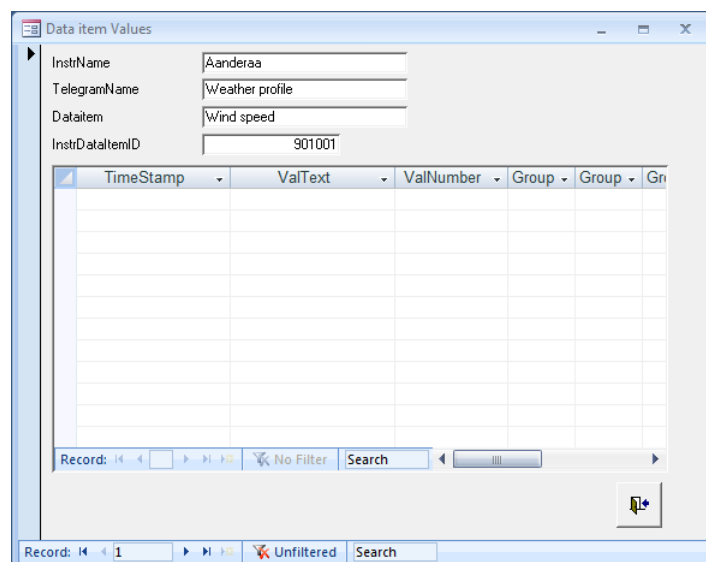 Data item Values
InstrName Aanderaa
TelegramName Weather profile
Dataitem Wind speed
InstrDataItemID 901001
TimeStamp ValText ValNumber Group Group Gr
Record: No Filter Search
Record: 1 Unfiltered Search